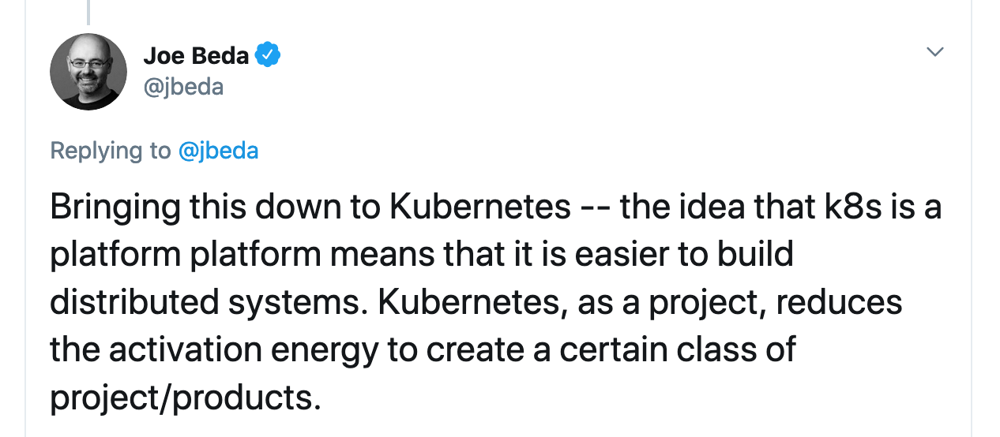 Joe Beda
@jbeda
Replying to @jbeda
Bringing this down to Kubernetes -- the idea that k8s is a
platform platform means that it is easier to build
distributed systems. Kubernetes, as a project, reduces
the activation energy to create a certain class of
project/products.